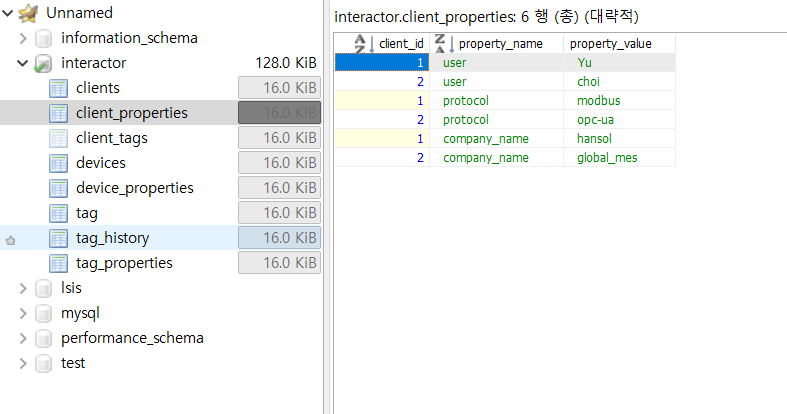 Unnamed
information_schema
interactor 128.0 KiB
clients 16.0 KiB
client_properties 16.0 KiB
client_tags 16.0 KiB
devices 16.0 KiB
device_properties 16.0 KiB
tag 16.0 KiB
tag_history 16.0 KiB
tag_properties 16.0 KiB
lsis
mysql
performance_schema
test
interactor.client_properties: 6 행 (총) (대략적)
A Z client_id Z A property_name property_value
1 user Yu
2 user choi
1 protocol modbus
2 protocol opc-ua
1 company_name hansol
2 company_name global_mes